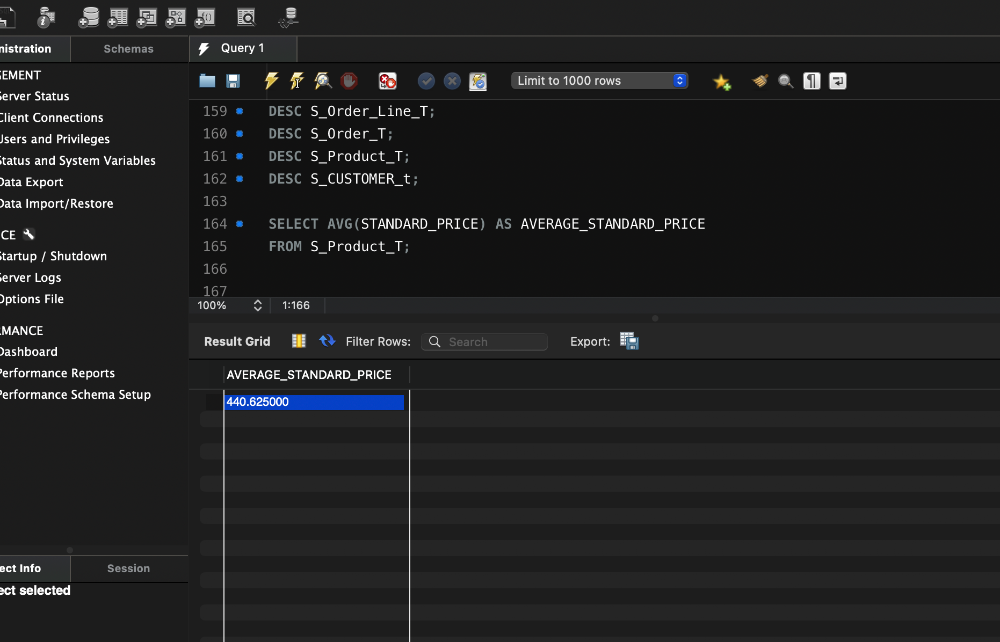 nistration
Schemas
Query 1
EMENT
Server Status
Client Connections
Users and Privileges
Status and System Variables
Data Export
Data Import/Restore
CE
Startup / Shutdown
Server Logs
Options File
RMANCE
Dashboard
Performance Reports
Performance Schema Setup
ect Info
Session
ect selected
Limit to 1000 rows
159 DESC S_Order_Line_T;
160 DESC S_Order_T;
161 DESC S_Product_T;
162 DESC S_CUSTOMER_t;
163
164 SELECT AVG(STANDARD_PRICE) AS AVERAGE_STANDARD_PRICE
165 FROM S_Product_T;
166
167
100% 1:166
Result Grid Filter Rows: Search Export:
AVERAGE_STANDARD_PRICE
440.625000